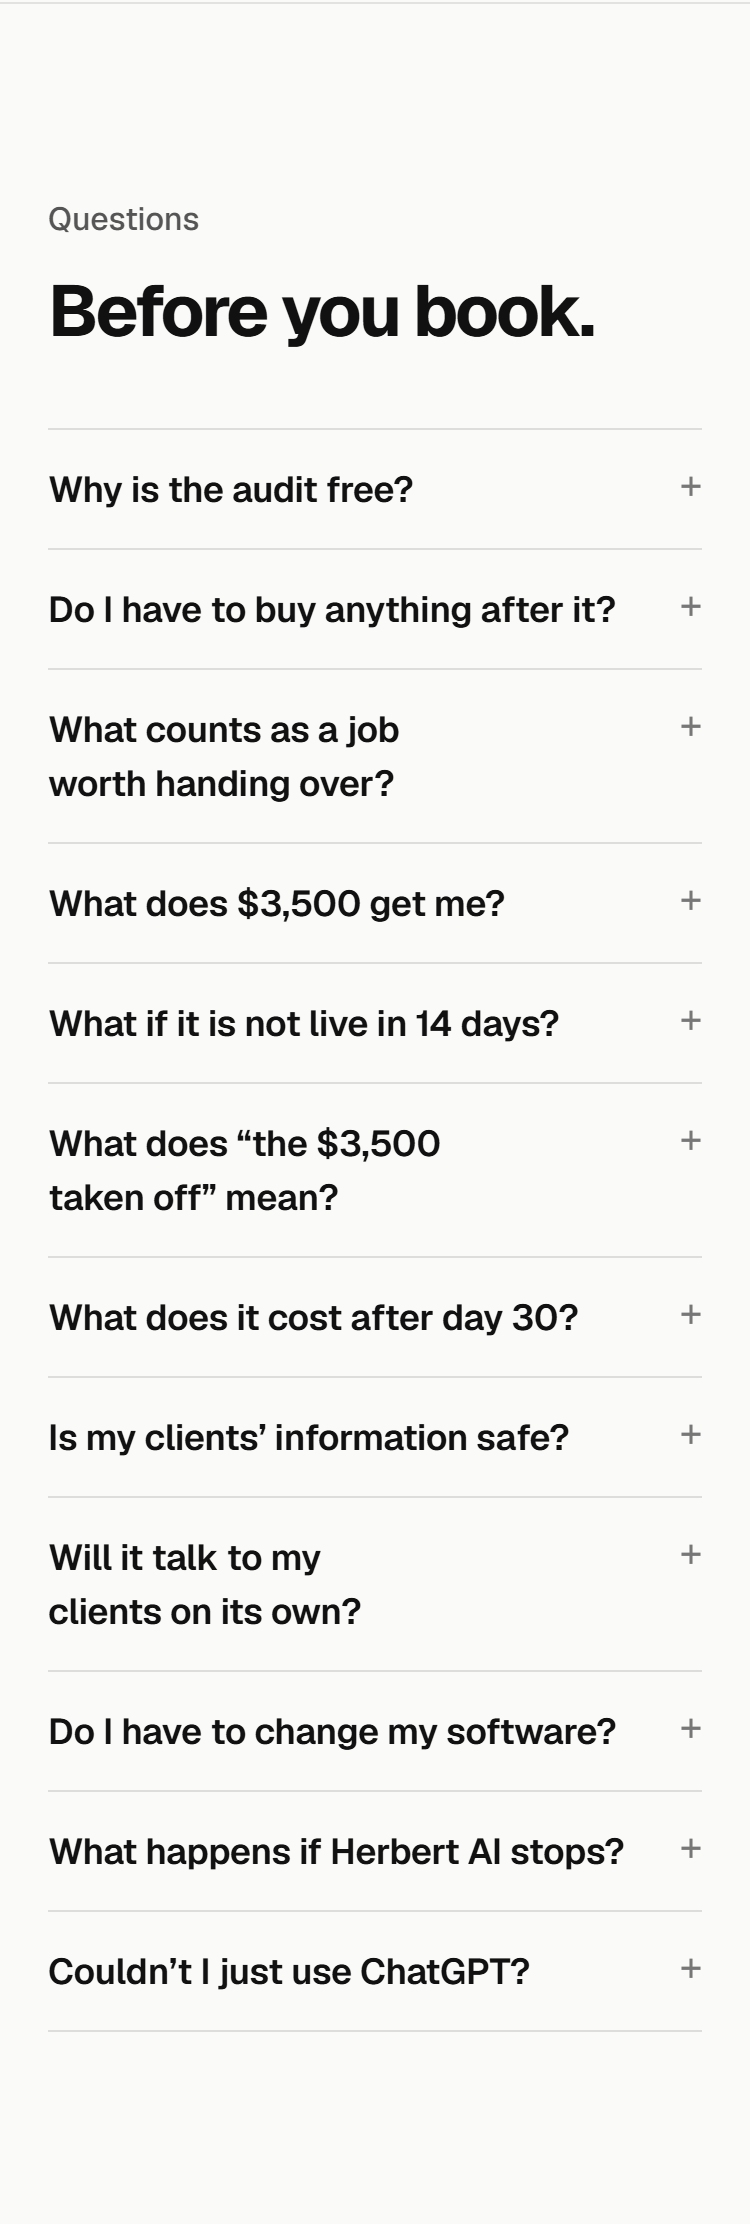 Questions
Before you book.
Why is the audit free?
Do I have to buy anything after it?
What counts as a job
worth handing over?
What does $3,500 get me?
What if it is not live in 14 days?
What does “the $3,500
taken off” mean?
What does it cost after day 30?
Is my clients’ information safe?
Will it talk to my
clients on its own?
Do I have to change my software?
What happens if Herbert AI stops?
Couldn’t I just use ChatGPT?